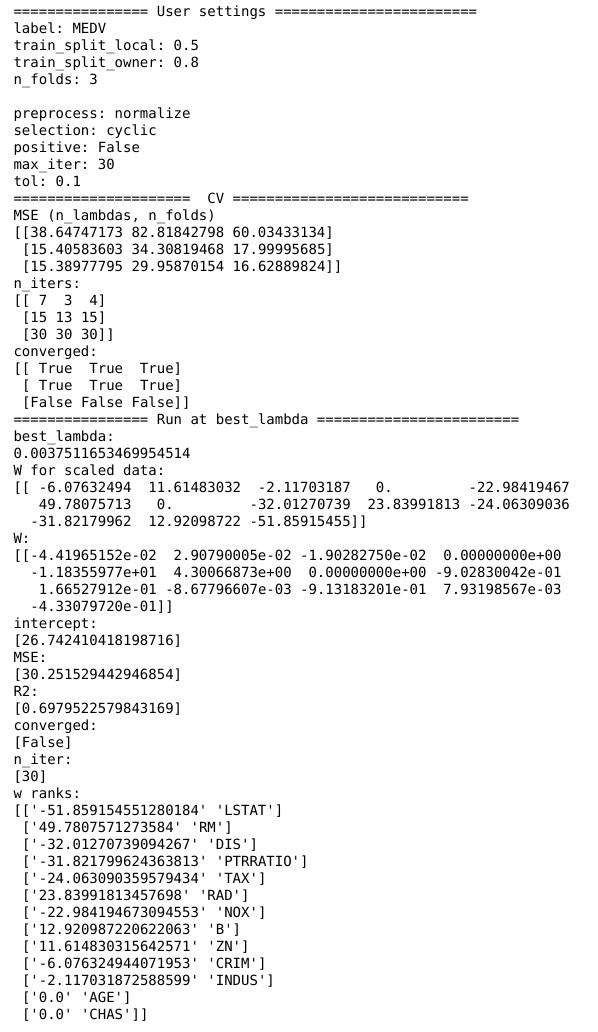 ================ User settings ========================
label: MEDV
train_split_local: 0.5
train_split_owner: 0.8
n_folds: 3

preprocess: normalize
selection: cyclic
positive: False
max_iter: 30
tol: 0.1
=====================  CV ============================
MSE (n_lambdas, n_folds)
[[38.64747173 82.81842798 60.03433134]
 [15.40583603 34.30819468 17.99995685]
 [15.38977795 29.95870154 16.62889824]]
n_iters:
[[ 7  3  4]
 [15 13 15]
 [30 30 30]]
converged:
[[ True  True  True]
 [ True  True  True]
 [False False False]]
================ Run at best_lambda ========================
best_lambda:
0.0037511653469954514
W for scaled data:
[[ -6.07632494  11.61483032  -2.11703187   0.         -22.98419467
   49.78075713   0.         -32.01270739  23.83991813 -24.06309036
  -31.82179962  12.92098722 -51.85915455]]
W:
[[-4.41965152e-02  2.90790005e-02 -1.90282750e-02  0.00000000e+00
  -1.18355977e+01  4.30066873e+00  0.00000000e+00 -9.02830042e-01
   1.66527912e-01 -8.67796607e-03 -9.13183201e-01  7.93198567e-03
  -4.33079720e-01]]
intercept:
[26.742410418198716]
MSE:
[30.251529442946854]
R2:
[0.6979522579843169]
converged:
[False]
n_iter:
[30]
w ranks:
[['-51.859154551280184' 'LSTAT']
 ['49.7807571273584' 'RM']
 ['-32.01270739094267' 'DIS']
 ['-31.821799624363813' 'PTRRATIO']
 ['-24.063090359579434' 'TAX']
 ['23.83991813457698' 'RAD']
 ['-22.984194673094553' 'NOX']
 ['12.920987220622063' 'B']
 ['11.614830315642571' 'ZN']
 ['-6.076324944071953' 'CRIM']
 ['-2.117031872588599' 'INDUS']
 ['0.0' 'AGE']
 ['0.0' 'CHAS']]